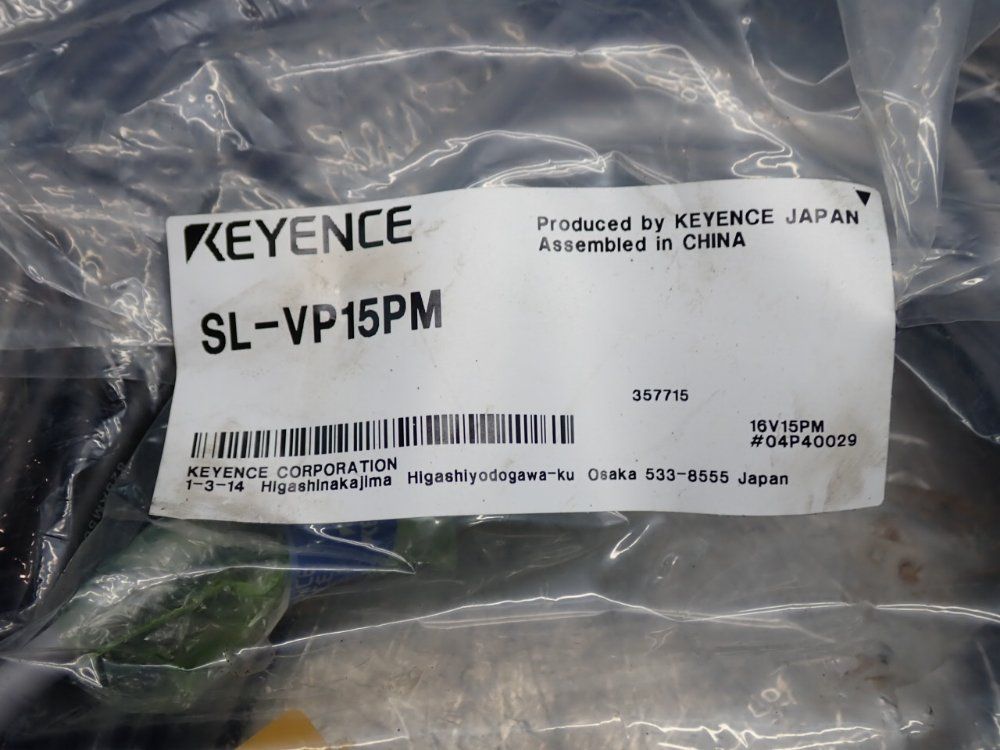 KEYENCE
Produced by KEYENCE JAPAN
Assembled in CHINA
SL-VP15PM
357715
16V15PM
#04P40029
KEYENCE CORPORATION
1-3-14 Higashinakajima Higashiyodogawa-ku Osaka 533-8555 Japan